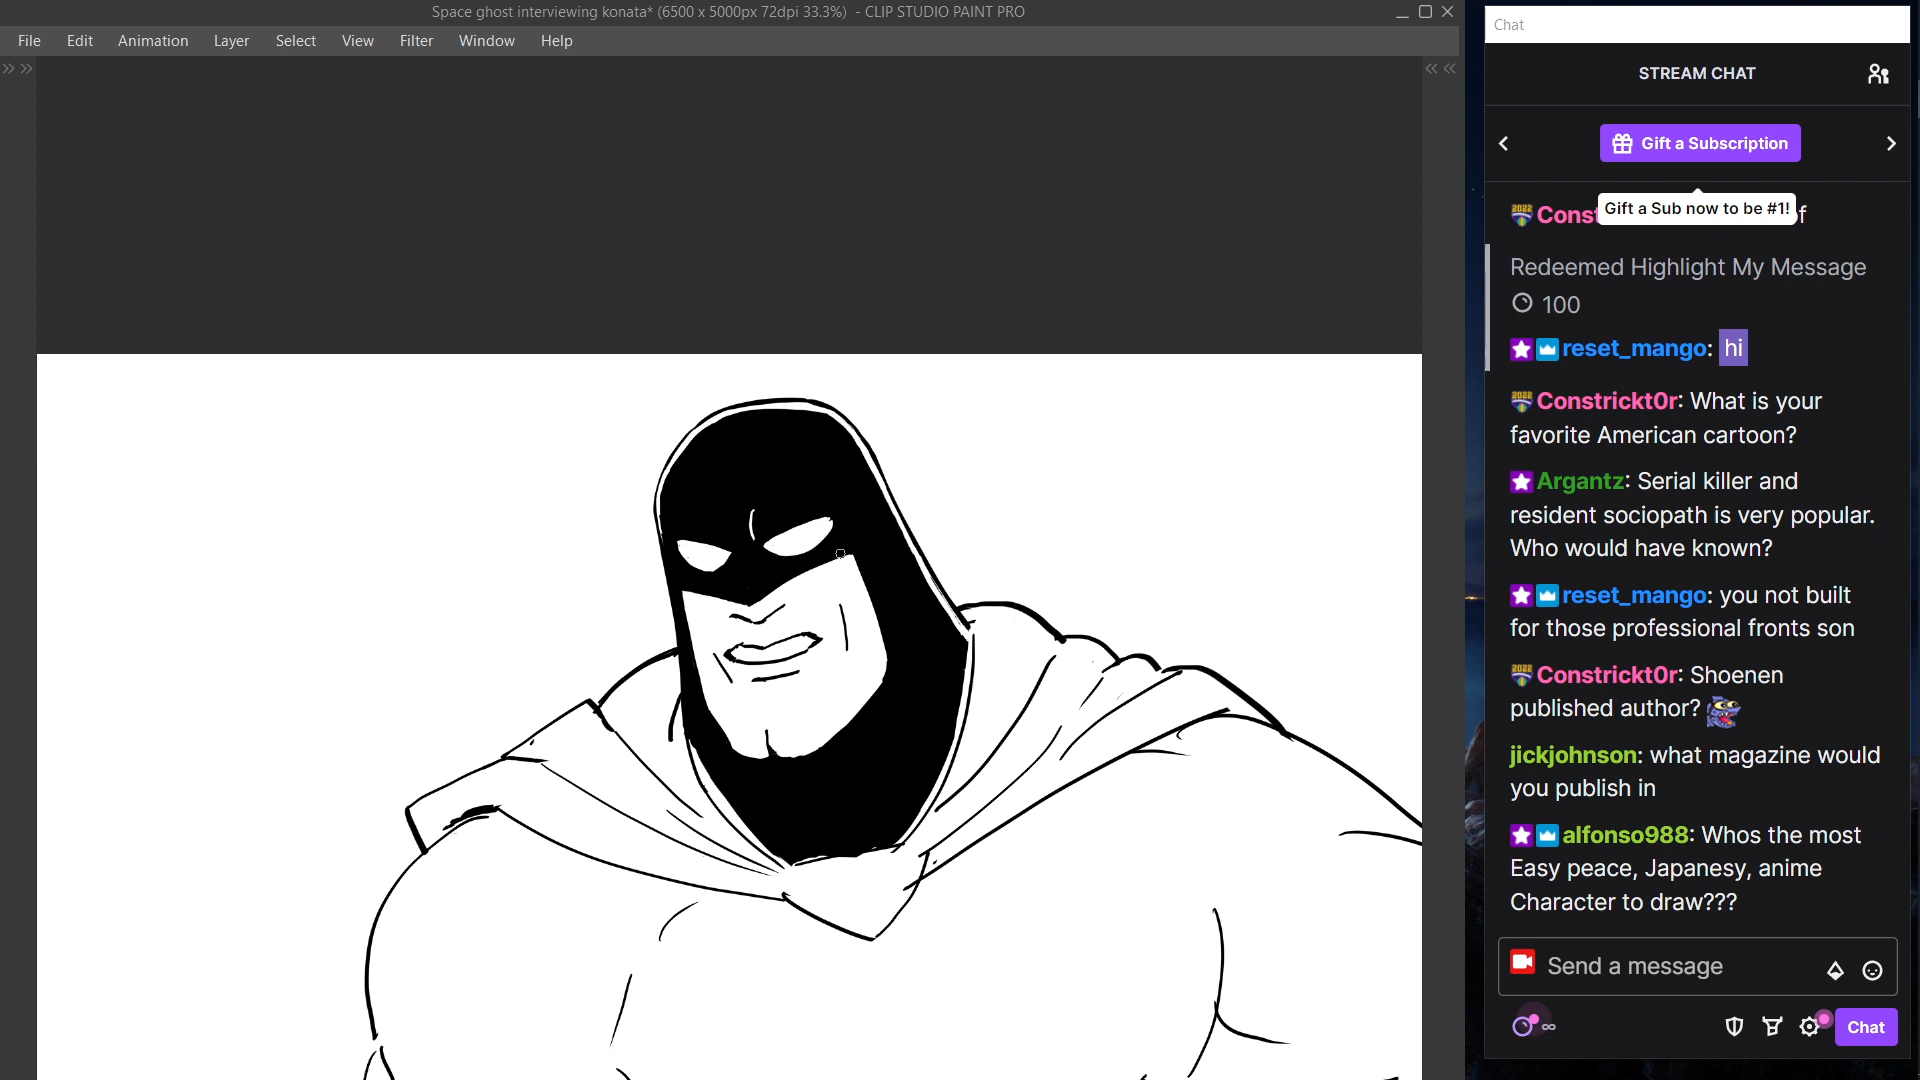 Space ghost interviewing konata* (6500 x 5000px 72dpi 33.3%) - CLIP STUDIO PAINT PRO
File Edit Animation Layer Select View Filter Window Help
Chat
STREAM CHAT
Gift a Subscription
Gift a Sub now to be #1!
Const f
Redeemed Highlight My Message
100
reset_mango: hi
Constrickt0r: What is your
favorite American cartoon?
Argantz: Serial killer and
resident sociopath is very popular.
Who would have known?
reset_mango: you not built
for those professional fronts son
Constrickt0r: Shoenen
published author?
jickjohnson: what magazine would
you publish in
alfonso988: Whos the most
Easy peace, Japanesy, anime
Character to draw???
Send a message
∞
Chat